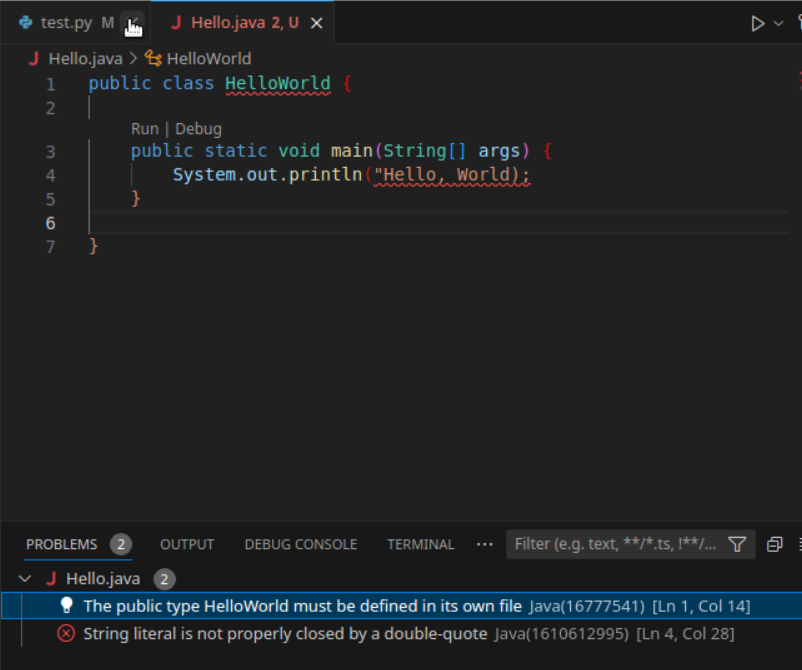 test.py M
Hello.java 2, U
Hello.java > HelloWorld
1 public class HelloWorld {
2
Run | Debug
3 public static void main(String[] args) {
4 System.out.println("Hello, World);
5 }
6
7 }
PROBLEMS 2 OUTPUT DEBUG CONSOLE TERMINAL ··· Filter (e.g. text, **/*.ts, !**/...
Hello.java 2
The public type HelloWorld must be defined in its own file Java(16777541) [Ln 1, Col 14]
String literal is not properly closed by a double-quote Java(1610612995) [Ln 4, Col 28]